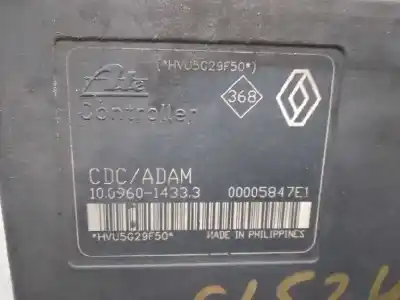 (*HVU5G29F50*)
Ate
368
Controller
CDC/ADAM
10.0960-1433.3 00005847E1
*HVU5G29F50* MADE IN PHILIPPINES